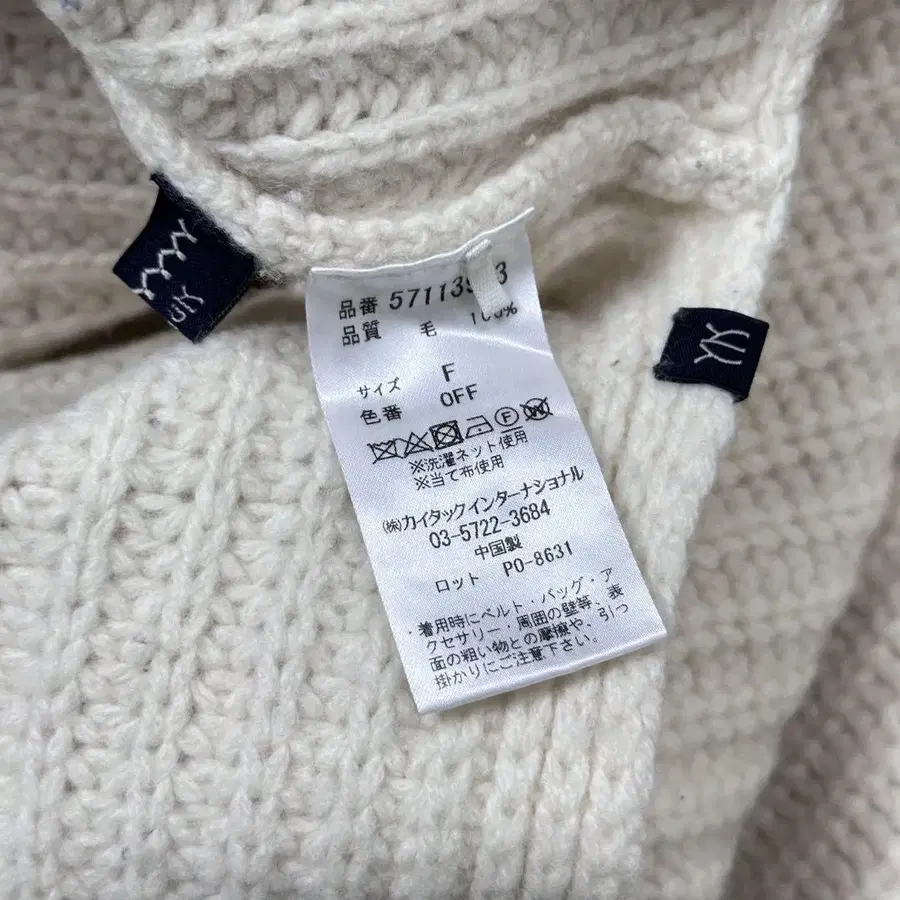 品番
品質 毛
サイズ F
色番 OFF
※洗濯ネット使用
※当て布使用
㈱カイタックインターナショナル
03-5722-3684
中国製
ロット PO-8631
・着用時にベルト・バッグ・ア
クセサリー・周囲の壁等、表
面の粗い物との摩擦や、引っ
掛かりにご注意下さい。